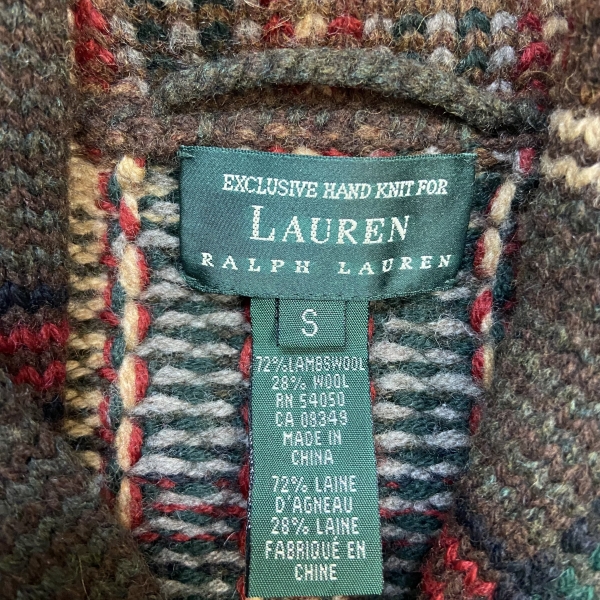 EXCLUSIVE HAND KNIT FOR
LAUREN
RALPH LAUREN
S
72% LAMBSWOOL
28% WOOL
RN 54050
CA 08349
MADE IN
CHINA
72% LAINE
D'AGNEAU
28% LAINE
FABRIQUÉ EN
CHINE